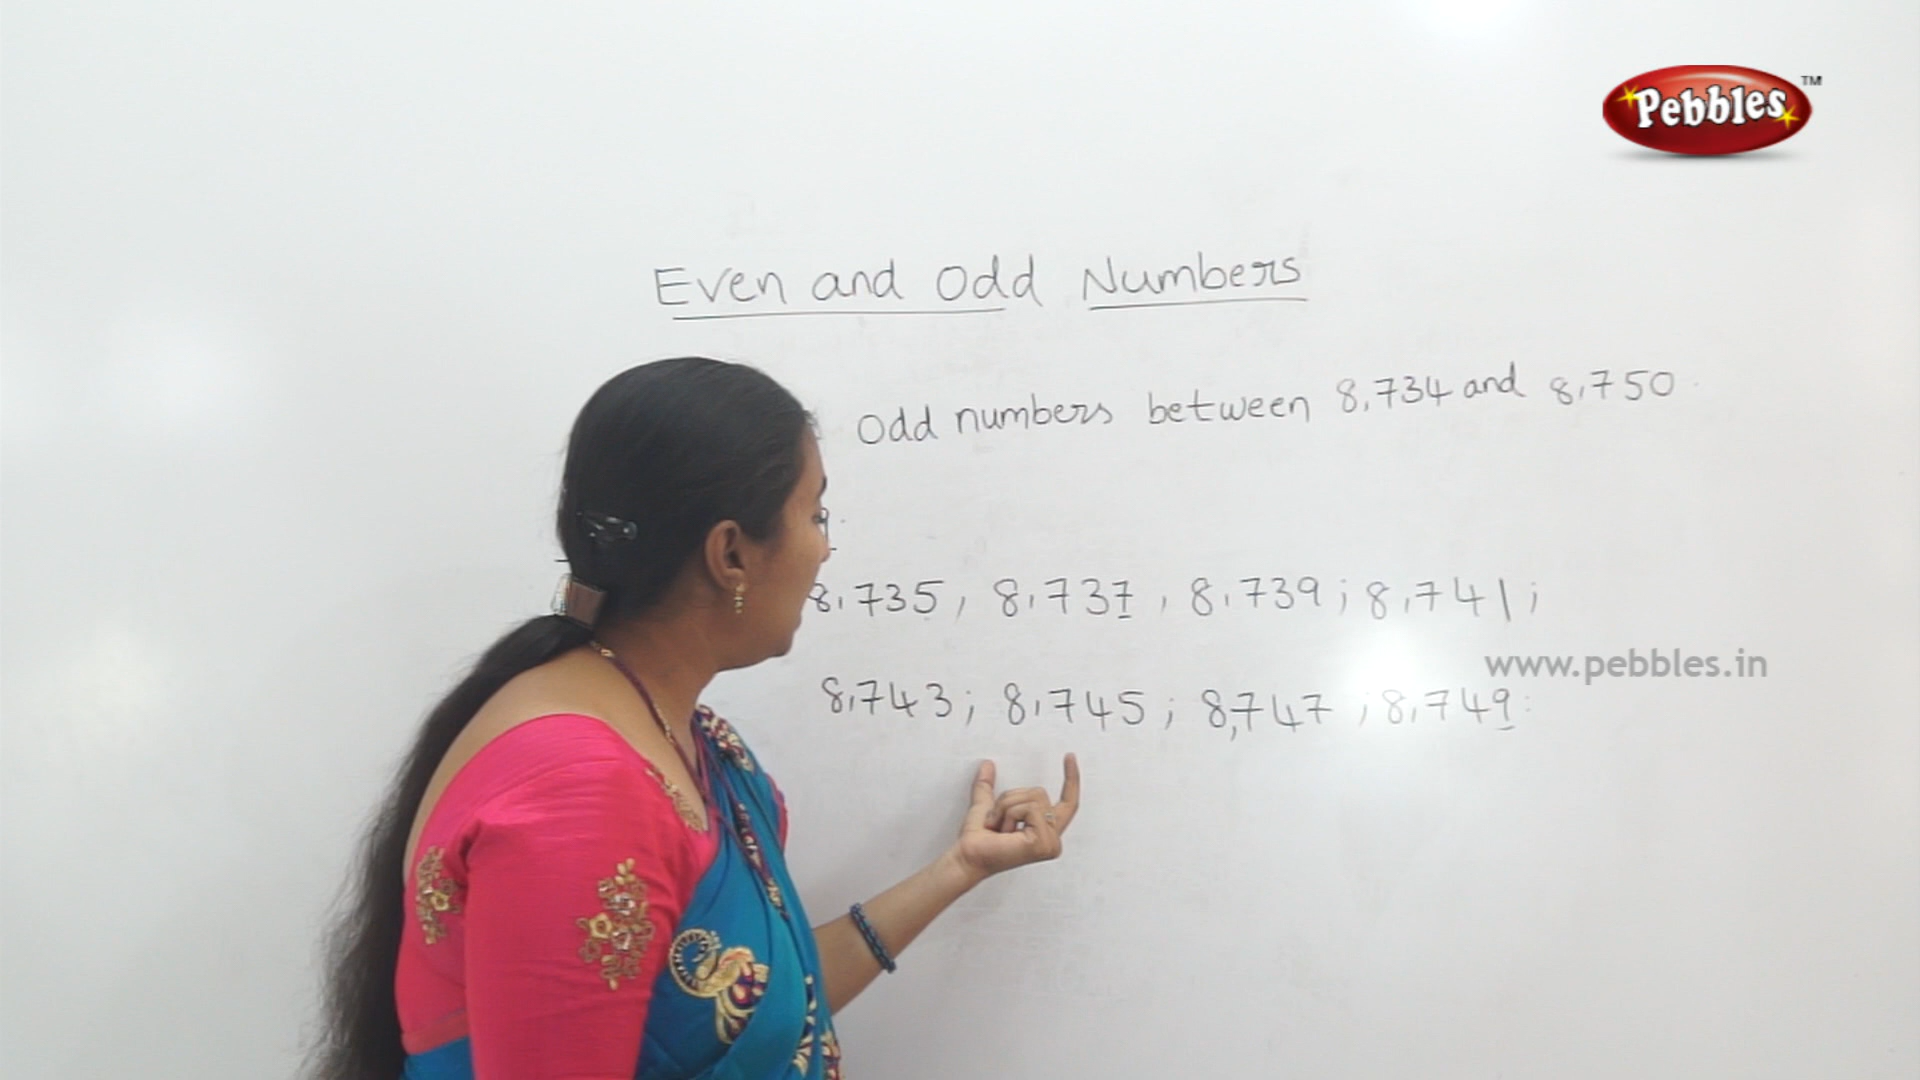 Pebbles TM
Even and Odd Numbers
Odd numbers between 8,734 and 8,750.
8,735, 8,737, 8,739; 8,741;
www.pebbles.in
8,743; 8,745; 8,747; 8,749: